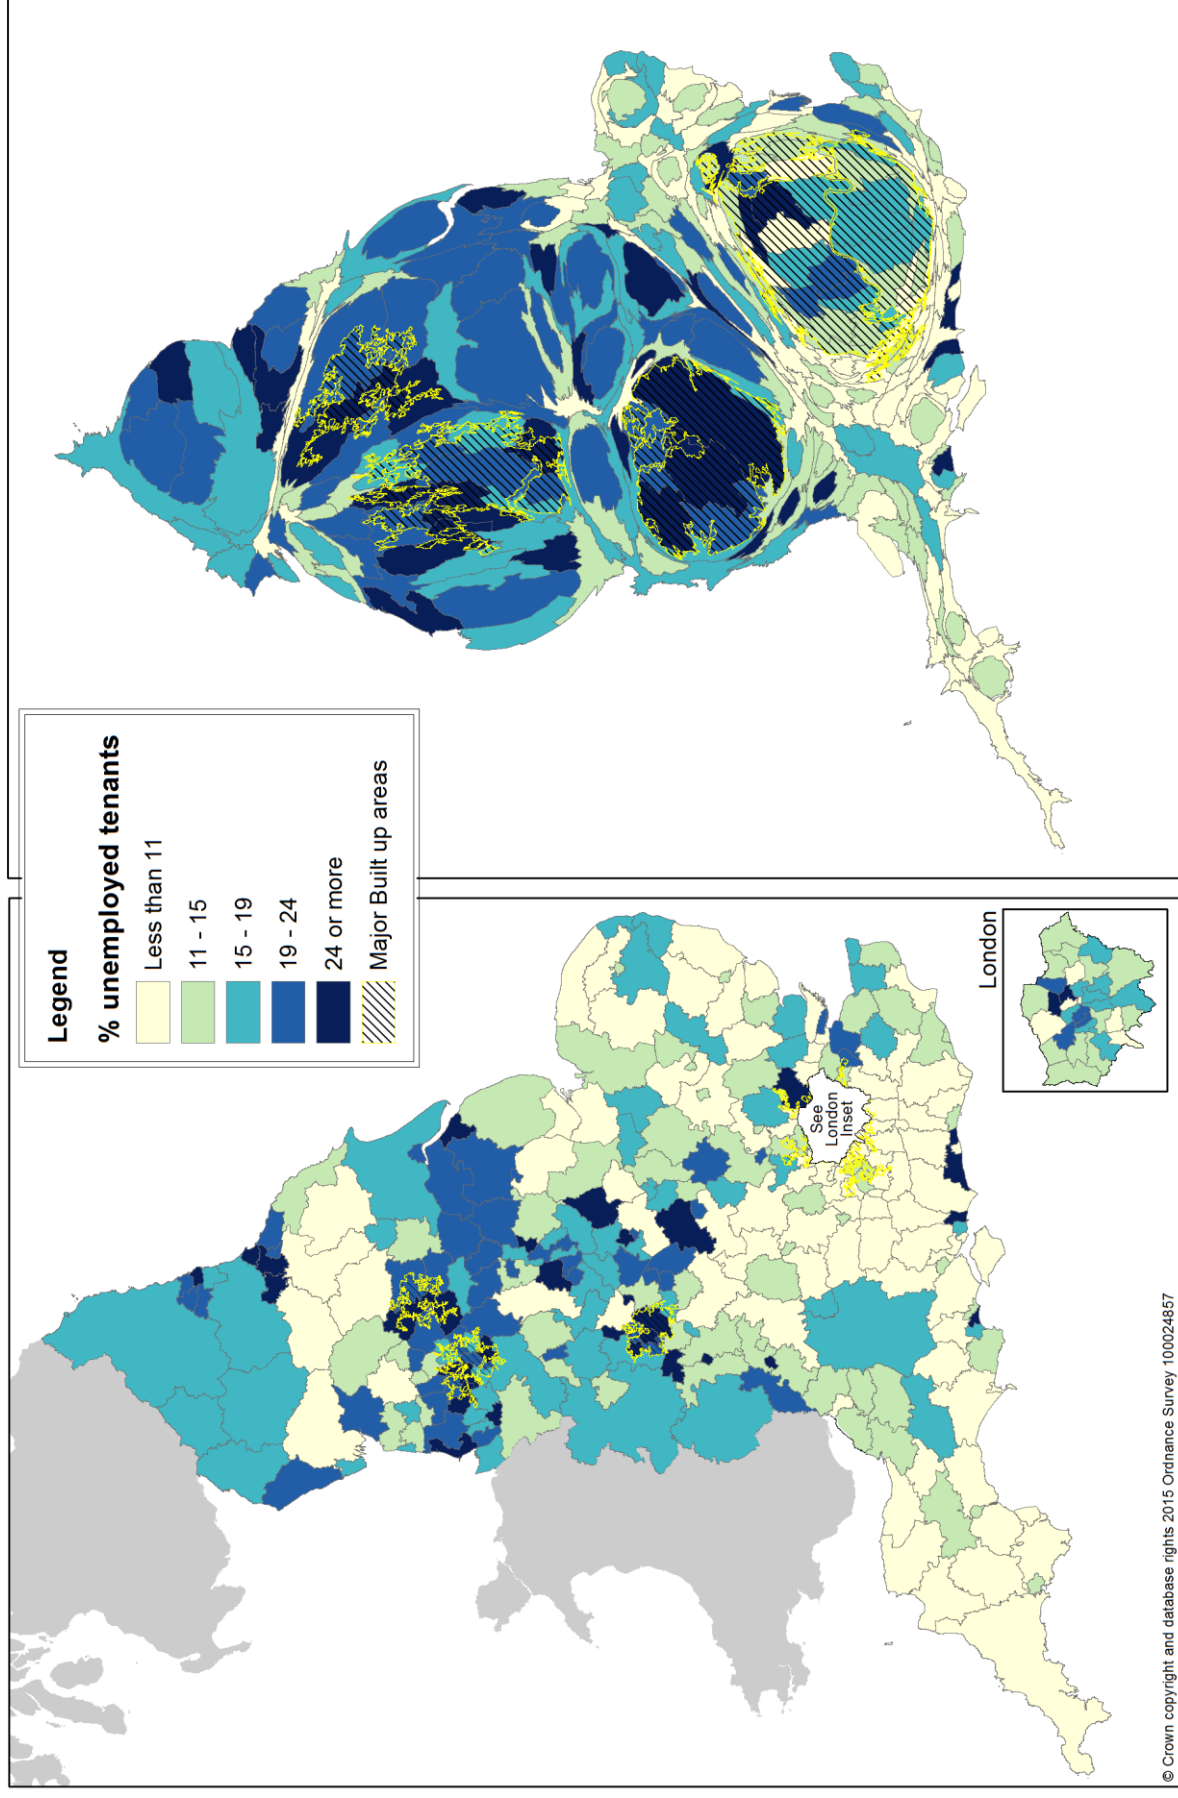 Legend
% unemployed tenants
Less than 11
11 - 15
15 - 19
19 - 24
24 or more
Major Built up areas
See
London
Inset
London
© Crown copyright and database rights 2015 Ordnance Survey 100024857